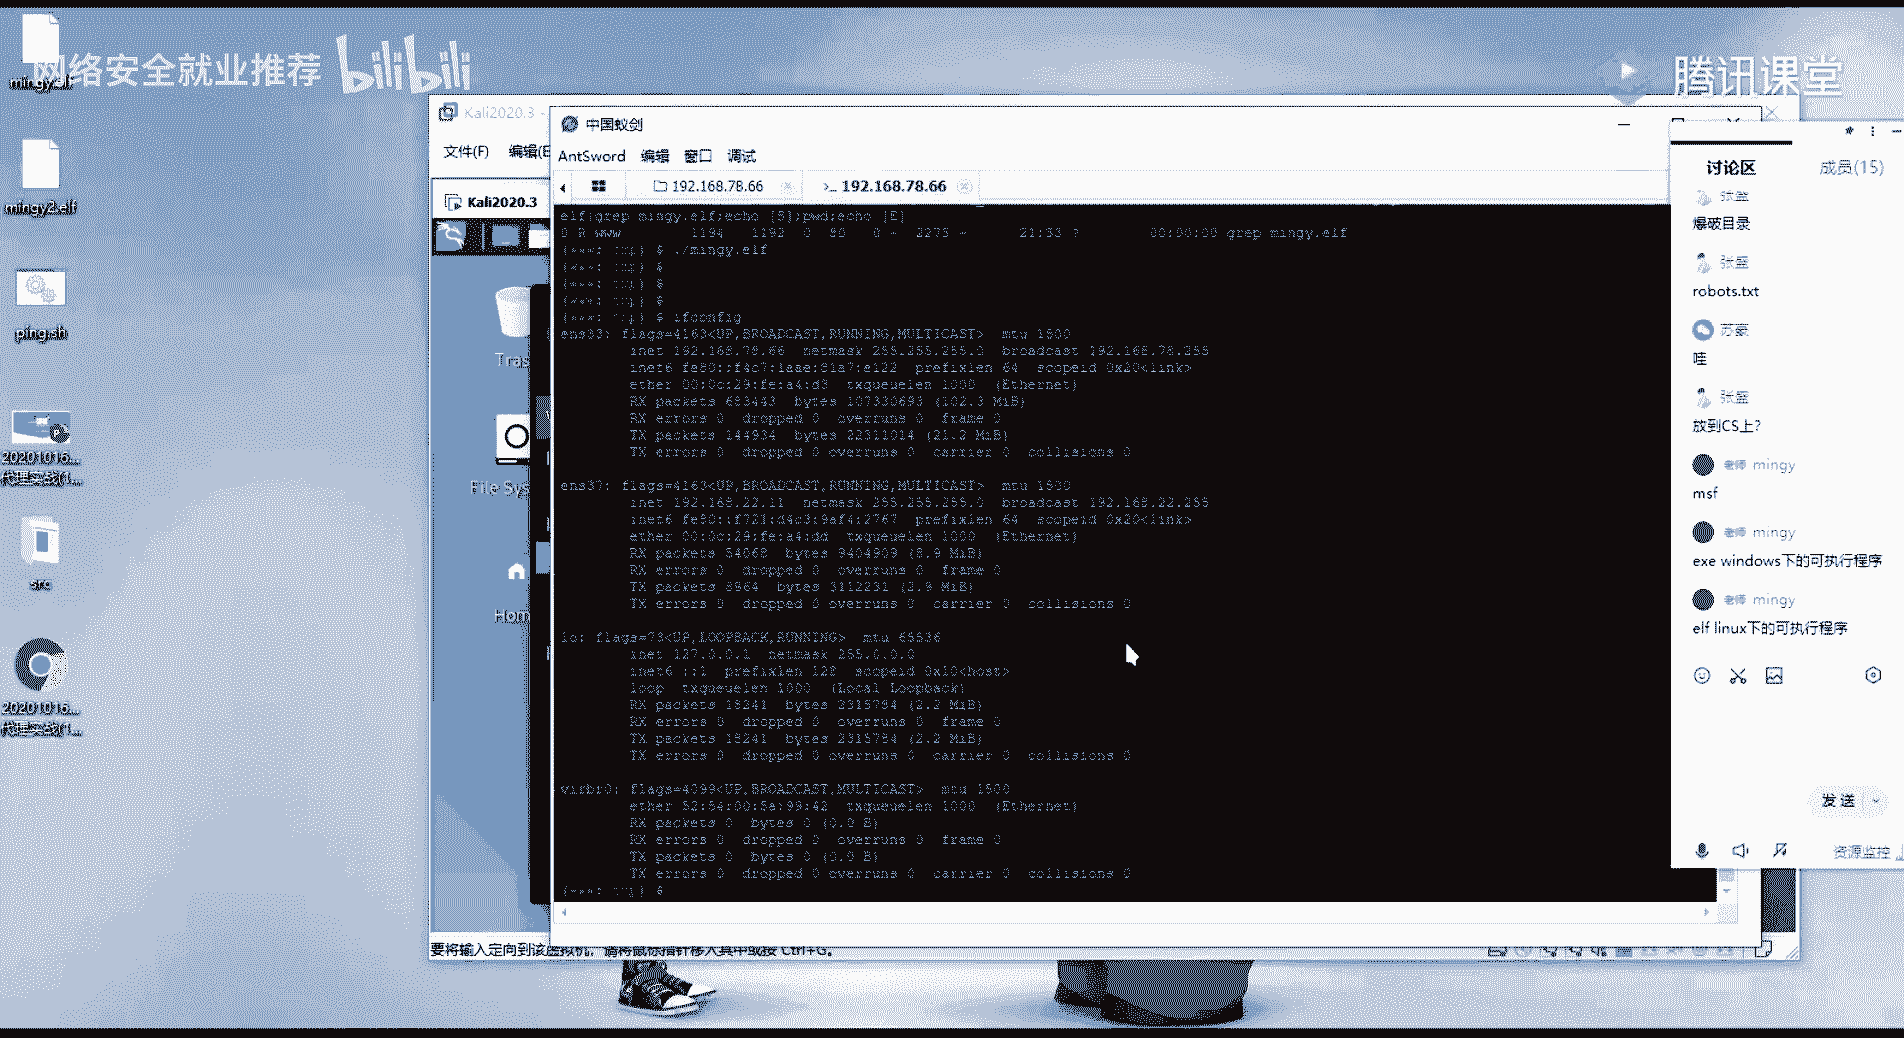 网络安全就业推荐 bilibili
腾讯课堂
mingy.elf
mingy2.elf
ping.sh
20201016...
代理实战(1...
src
20201016...
代理实战(1...
Kali2020.3 -
文件(F) 编辑(E
Kali2020.3
Tras
File Sys
Hom
中国蚁剑
AntSword 编辑 窗口 调试
192.168.78.66
192.168.78.66
elf|grep mingy.elf;echo [S];pwd;echo [E]
0 R www 1194 1192 0 80 0 - 2275 - 21:33 ? 00:00:00 grep mingy.elf
$ ./mingy.elf
$
$
$
$ ifconfig
ens33: flags=4163<UP,BROADCAST,RUNNING,MULTICAST> mtu 1500
inet 192.168.78.66 netmask 255.255.255.0 broadcast 192.168.78.255
inet6 fe80::f4c7:1aae:91a7:e122 prefixlen 64 scopeid 0x20<link>
ether 00:0c:29:fe:a4:d3 txqueuelen 1000 (Ethernet)
RX packets 683443 bytes 107330693 (102.3 MiB)
RX errors 0 dropped 0 overruns 0 frame 0
TX packets 144934 bytes 22311014 (21.2 MiB)
TX errors 0 dropped 0 overruns 0 carrier 0 collisions 0
ens37: flags=4163<UP,BROADCAST,RUNNING,MULTICAST> mtu 1500
inet 192.168.22.11 netmask 255.255.255.0 broadcast 192.168.22.255
inet6 fe80::f721:d4c3:9af4:2767 prefixlen 64 scopeid 0x20<link>
ether 00:0c:29:fe:a4:dd txqueuelen 1000 (Ethernet)
RX packets 54068 bytes 9404909 (8.9 MiB)
RX errors 0 dropped 0 overruns 0 frame 0
TX packets 8964 bytes 3112231 (2.9 MiB)
TX errors 0 dropped 0 overruns 0 carrier 0 collisions 0
lo: flags=73<UP,LOOPBACK,RUNNING> mtu 65536
inet 127.0.0.1 netmask 255.0.0.0
inet6 ::1 prefixlen 128 scopeid 0x10<host>
loop txqueuelen 1000 (Local Loopback)
RX packets 18241 bytes 2315784 (2.2 MiB)
RX errors 0 dropped 0 overruns 0 frame 0
TX packets 18241 bytes 2315784 (2.2 MiB)
TX errors 0 dropped 0 overruns 0 carrier 0 collisions 0
virbr0: flags=4099<UP,BROADCAST,MULTICAST> mtu 1500
ether 52:54:00:5a:99:42 txqueuelen 1000 (Ethernet)
RX packets 0 bytes 0 (0.0 B)
RX errors 0 dropped 0 overruns 0 frame 0
TX packets 0 bytes 0 (0.0 B)
TX errors 0 dropped 0 overruns 0 carrier 0 collisions 0
$
要将输入定向到该虚拟机，请将鼠标指针移入其中或按 Ctrl+G。
讨论区 成员(15)
爆破目录
robots.txt
苏豪
哇
放到CS上?
老师 mingy
msf
老师 mingy
exe windows下的可执行程序
老师 mingy
elf linux下的可执行程序
发送
资源监控